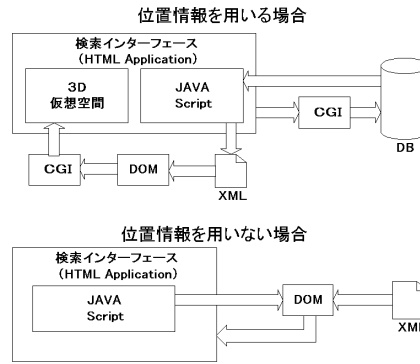 位置情報を用いる場合
検索インターフェース
（HTML Application）
3D
仮想空間
JAVA
Script
CGI
DB
CGI
DOM
XML
位置情報を用いない場合
検索インターフェース
（HTML Application）
JAVA
Script
DOM
XML